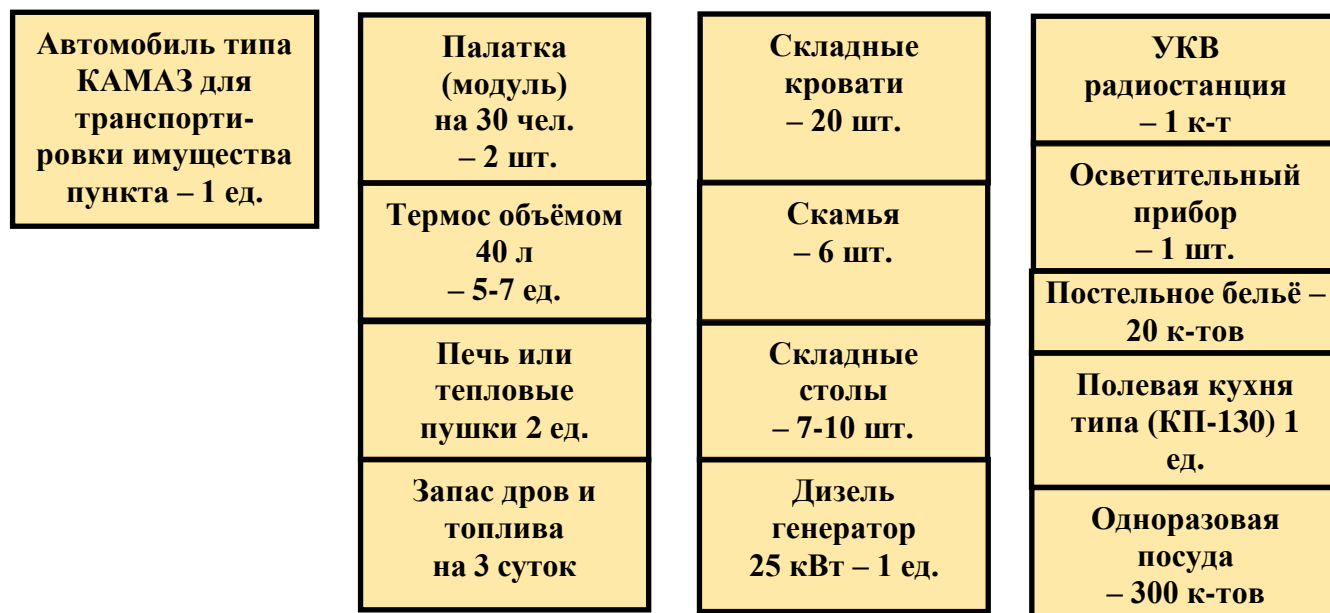 Автомобиль типа
КАМАЗ для
транспорти-
ровки имущества
пункта – 1 ед.
Палатка
(модуль)
на 30 чел.
– 2 шт.
Термос объёмом
40 л
– 5-7 ед.
Печь или
тепловые
пушки 2 ед.
Запас дров и
топлива
на 3 суток
Складные
кровати
– 20 шт.
Скамья
– 6 шт.
Складные
столы
– 7-10 шт.
Дизель
генератор
25 кВт – 1 ед.
УКВ
радиостанция
– 1 к-т
Осветительный
прибор
– 1 шт.
Постельное бельё –
20 к-тов
Полевая кухня
типа (КП-130) 1
ед.
Одноразовая
посуда
– 300 к-тов